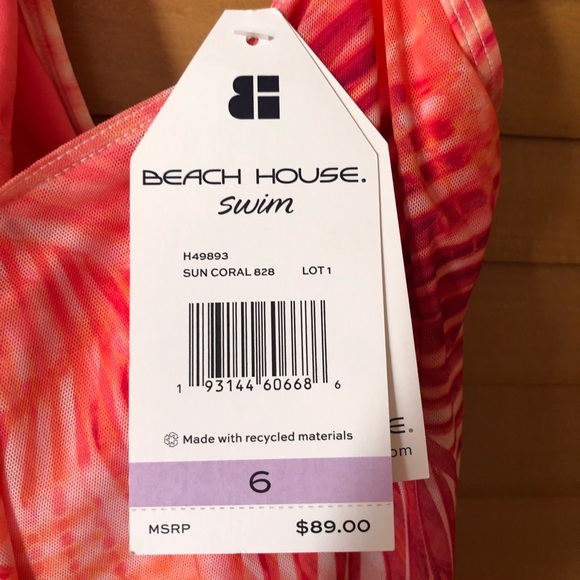 BEACH HOUSE.
swim
H49893
SUN CORAL 828 LOT 1
1 93144 60668 6
Made with recycled materials
6
MSRP $89.00
E.
om